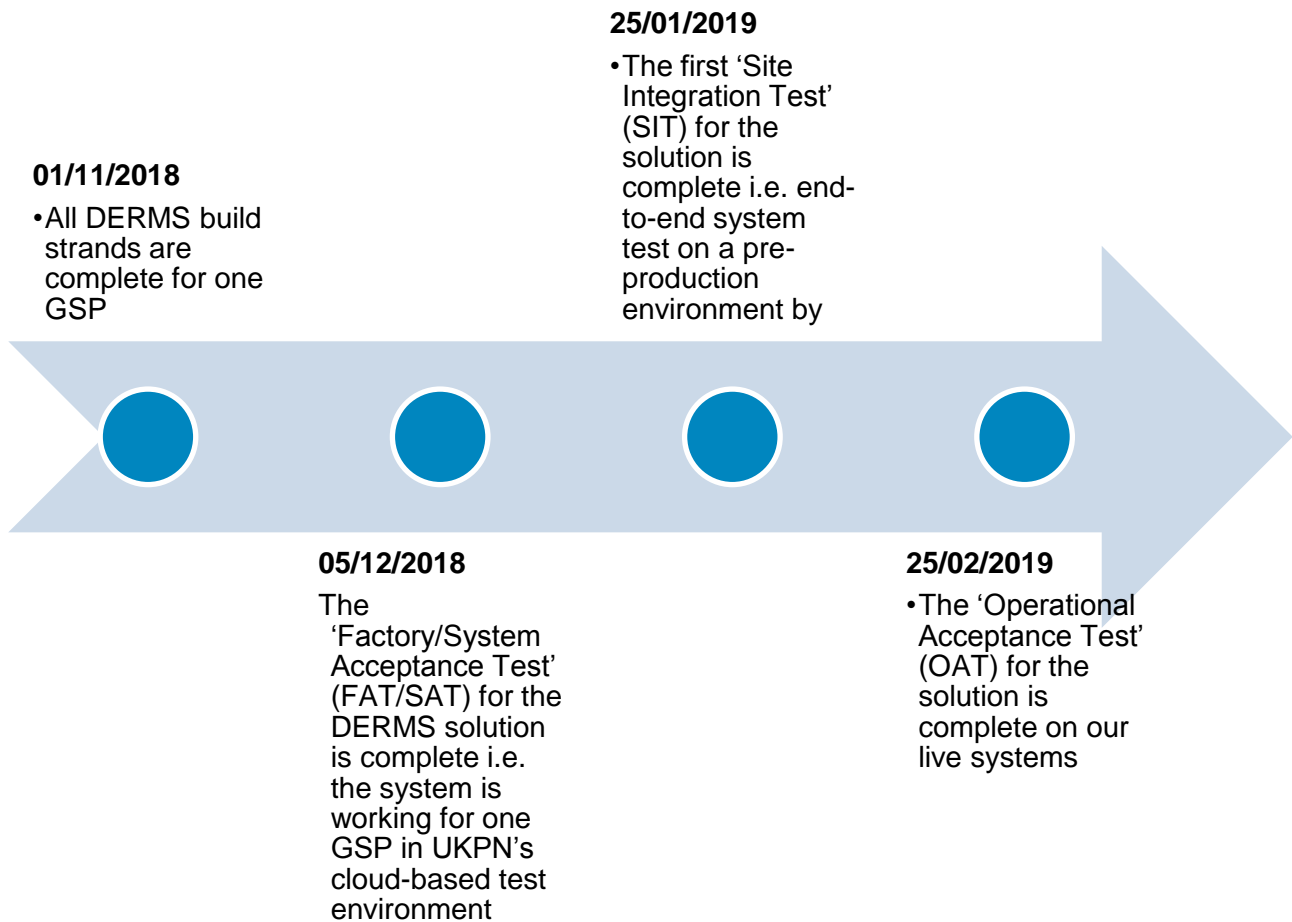 25/01/2019
•The first ‘Site
Integration Test’
(SIT) for the
solution is
complete i.e. end-
to-end system
test on a pre-
production
environment by
01/11/2018
•All DERMS build
strands are
complete for one
GSP
05/12/2018
The
‘Factory/System
Acceptance Test’
(FAT/SAT) for the
DERMS solution
is complete i.e.
the system is
working for one
GSP in UKPN’s
cloud-based test
environment
25/02/2019
•The ‘Operational
Acceptance Test’
(OAT) for the
solution is
complete on our
live systems